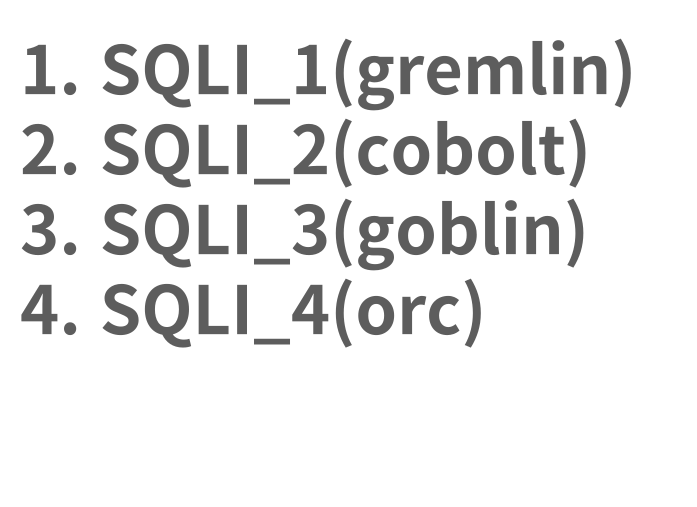 1. SQLI_1(gremlin)
2. SQLI_2(cobolt)
3. SQLI_3(goblin)
4. SQLI_4(orc)